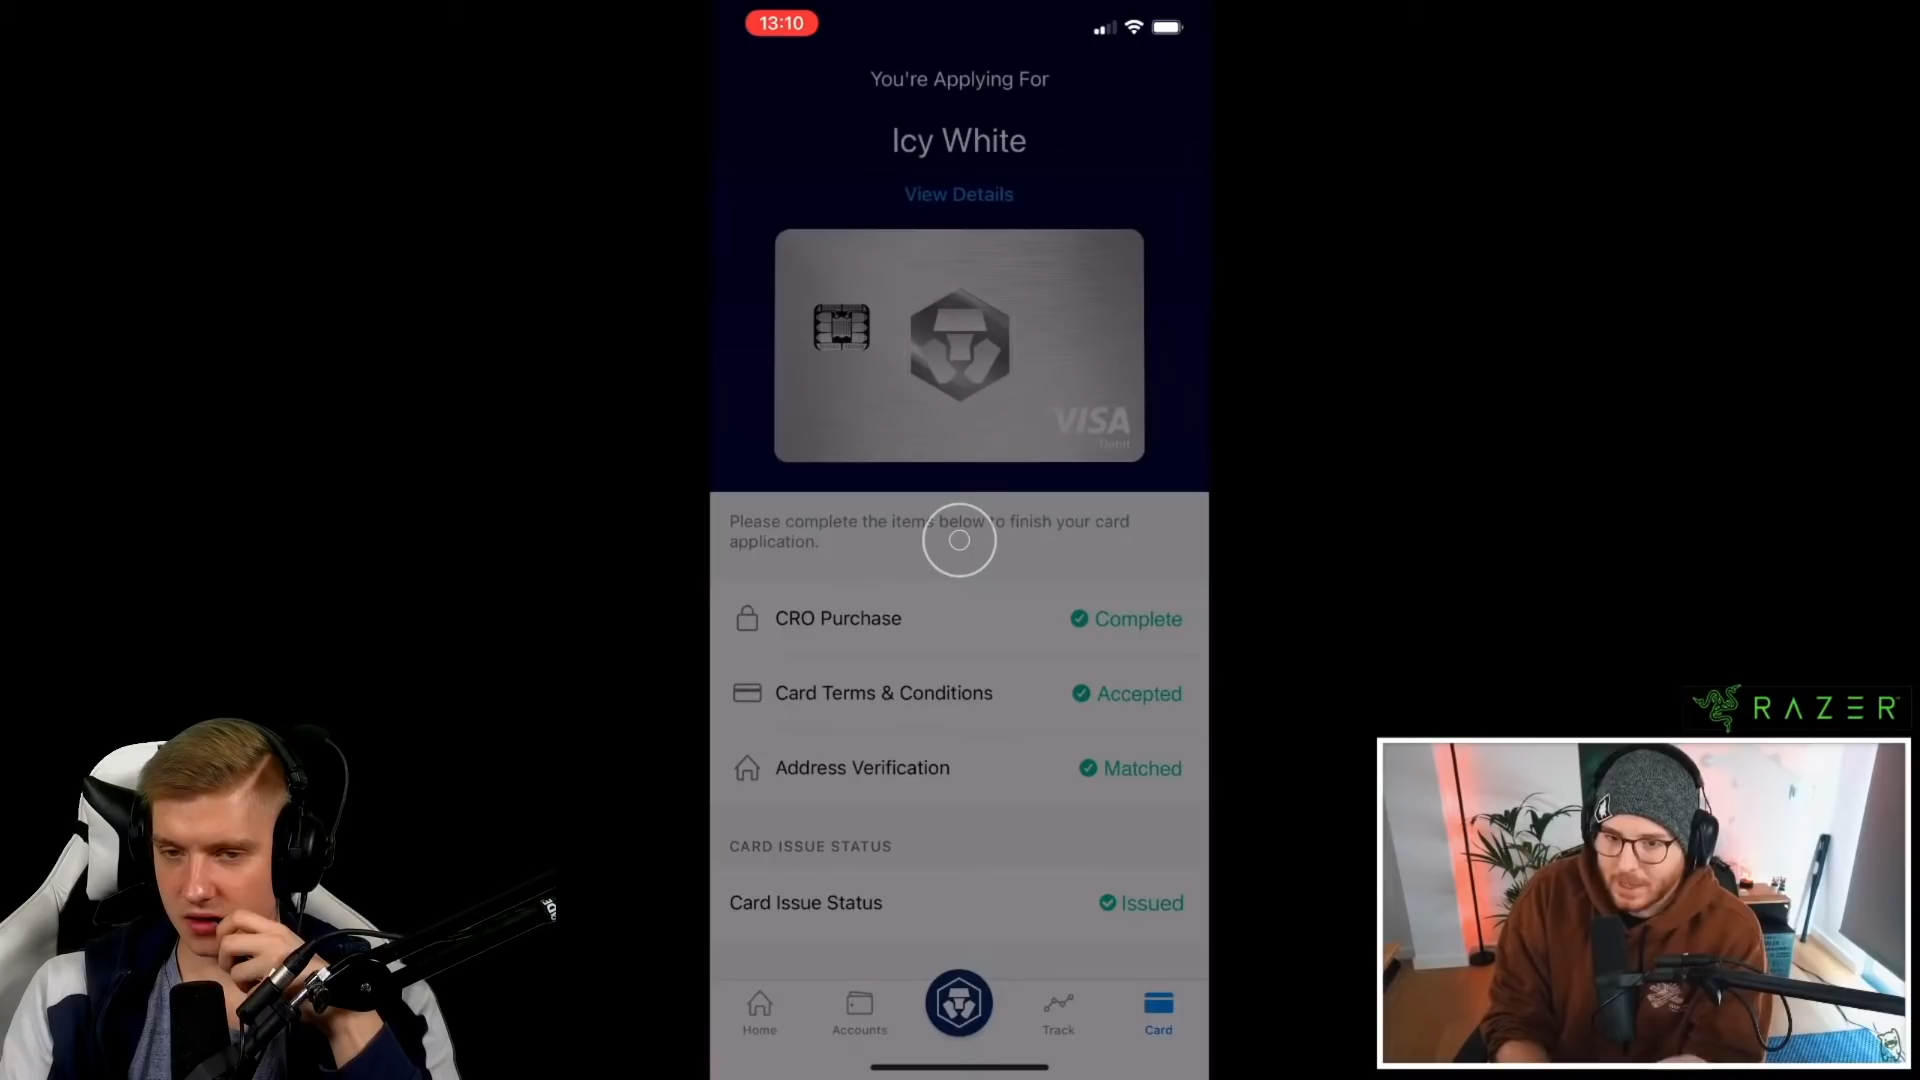 13:10
You're Applying For
Icy White
View Details
VISA
Debit
Please complete the items below to finish your card
application.
CRO Purchase
Complete
Card Terms & Conditions
Accepted
Address Verification
Matched
CARD ISSUE STATUS
Card Issue Status
Issued
Home
Accounts
Track
Card
RAZER